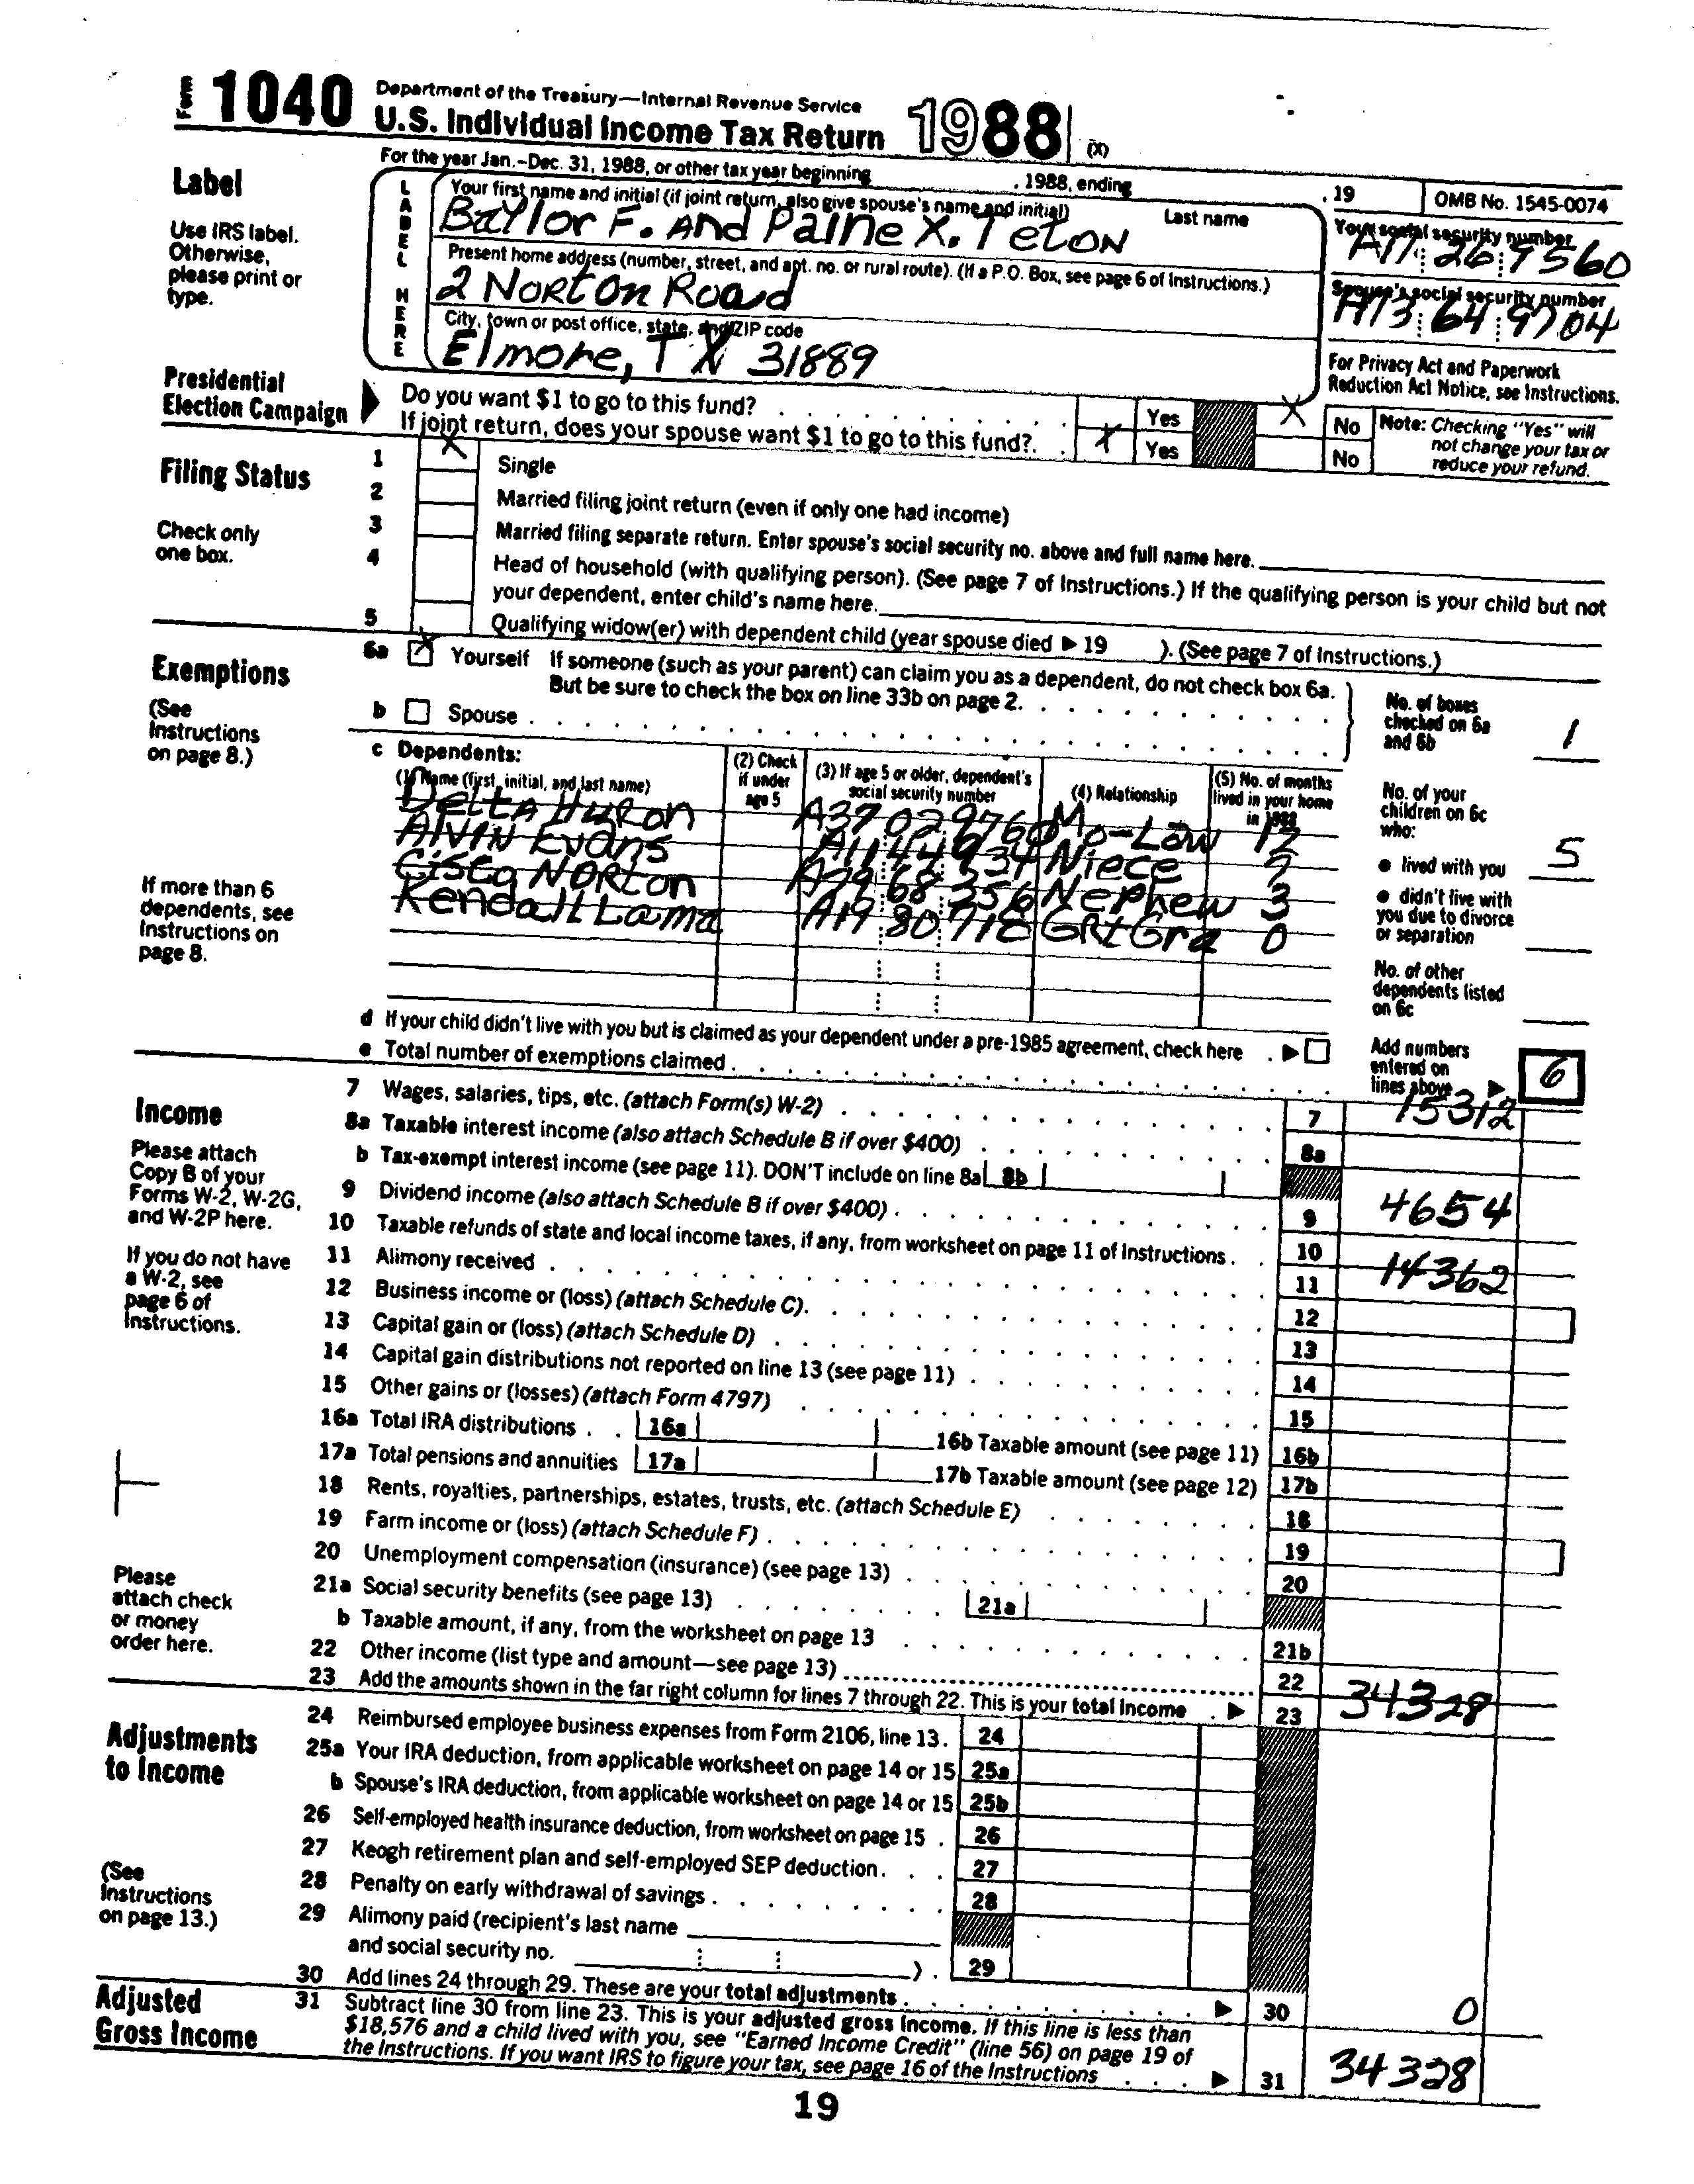 Form 1040 Department of the Treasury—Internal Revenue Service
U.S. Individual Income Tax Return 1988 (X)
For the year Jan.–Dec. 31, 1988, or other tax year beginning , 1988, ending , 19 OMB No. 1545-0074
Label
Use IRS label. Otherwise, please print or type.
LABEL HERE
Your first name and initial (if joint return, also give spouse's name and initial) Last name
Baylor F. And Paine X. Teton
Your social security number
Present home address (number, street, and apt. no. or rural route). (If a P.O. Box, see page 6 of Instructions.)
2 Norton Road
Spouse's social security number
A13 64 9704
City, town or post office, state, and ZIP code
Elmore, TX 31889
For Privacy Act and Paperwork Reduction Act Notice, see Instructions.
Presidential Election Campaign
Do you want $1 to go to this fund? Yes X No
If joint return, does your spouse want $1 to go to this fund? X Yes No
Note: Checking "Yes" will not change your tax or reduce your refund.
Filing Status
Check only one box.
1 X Single
2 Married filing joint return (even if only one had income)
3 Married filing separate return. Enter spouse's social security no. above and full name here.
4 Head of household (with qualifying person). (See page 7 of Instructions.) If the qualifying person is your child but not
your dependent, enter child's name here.
5 Qualifying widow(er) with dependent child (year spouse died ▶ 19 ). (See page 7 of Instructions.)
Exemptions
(See Instructions on page 8.)
6a X Yourself If someone (such as your parent) can claim you as a dependent, do not check box 6a.
But be sure to check the box on line 33b on page 2.
b Spouse
No. of boxes checked on 6a and 6b 1
c Dependents:
(1) Name (first, initial, and last name)
(2) Check if under age 5
(3) If age 5 or older, dependent's social security number
(4) Relationship
(5) No. of months lived in your home in 1988
Delta Huron A37 02 9760 Mo-Law 12
Alvin Evans Niece
Cisco Norton Nephew 3
Kendall Lama GRtGra 0
If more than 6 dependents, see Instructions on page 8.
No. of your children on 6c who:
• lived with you 5
• didn't live with you due to divorce or separation
No. of other dependents listed on 6c
d If your child didn't live with you but is claimed as your dependent under a pre-1985 agreement, check here ▶
e Total number of exemptions claimed
Add numbers entered on lines above ▶ 6
Income
Please attach Copy B of your Forms W-2, W-2G, and W-2P here.
If you do not have a W-2, see page 6 of Instructions.
Please attach check or money order here.
7 Wages, salaries, tips, etc. (attach Form(s) W-2) 7 15312
8a Taxable interest income (also attach Schedule B if over $400) 8a
b Tax-exempt interest income (see page 11). DON'T include on line 8a 8b
9 Dividend income (also attach Schedule B if over $400) 9 4654
10 Taxable refunds of state and local income taxes, if any, from worksheet on page 11 of Instructions 10
11 Alimony received 11 14362
12 Business income or (loss) (attach Schedule C) 12
13 Capital gain or (loss) (attach Schedule D) 13
14 Capital gain distributions not reported on line 13 (see page 11) 14
15 Other gains or (losses) (attach Form 4797) 15
16a Total IRA distributions 16a 16b Taxable amount (see page 11) 16b
17a Total pensions and annuities 17a 17b Taxable amount (see page 12) 17b
18 Rents, royalties, partnerships, estates, trusts, etc. (attach Schedule E) 18
19 Farm income or (loss) (attach Schedule F) 19
20 Unemployment compensation (insurance) (see page 13) 20
21a Social security benefits (see page 13) 21a
b Taxable amount, if any, from the worksheet on page 13 21b
22 Other income (list type and amount—see page 13) 22
23 Add the amounts shown in the far right column for lines 7 through 22. This is your total income ▶ 23 34328
Adjustments to Income
(See Instructions on page 13.)
24 Reimbursed employee business expenses from Form 2106, line 13. 24
25a Your IRA deduction, from applicable worksheet on page 14 or 15 25a
b Spouse's IRA deduction, from applicable worksheet on page 14 or 15 25b
26 Self-employed health insurance deduction, from worksheet on page 15 26
27 Keogh retirement plan and self-employed SEP deduction 27
28 Penalty on early withdrawal of savings 28
29 Alimony paid (recipient's last name
and social security no. ) 29
30 Add lines 24 through 29. These are your total adjustments ▶ 30 0
Adjusted Gross Income
31 Subtract line 30 from line 23. This is your adjusted gross income. If this line is less than
$18,576 and a child lived with you, see "Earned Income Credit" (line 56) on page 19 of
the Instructions. If you want IRS to figure your tax, see page 16 of the Instructions ▶ 31 34328
19